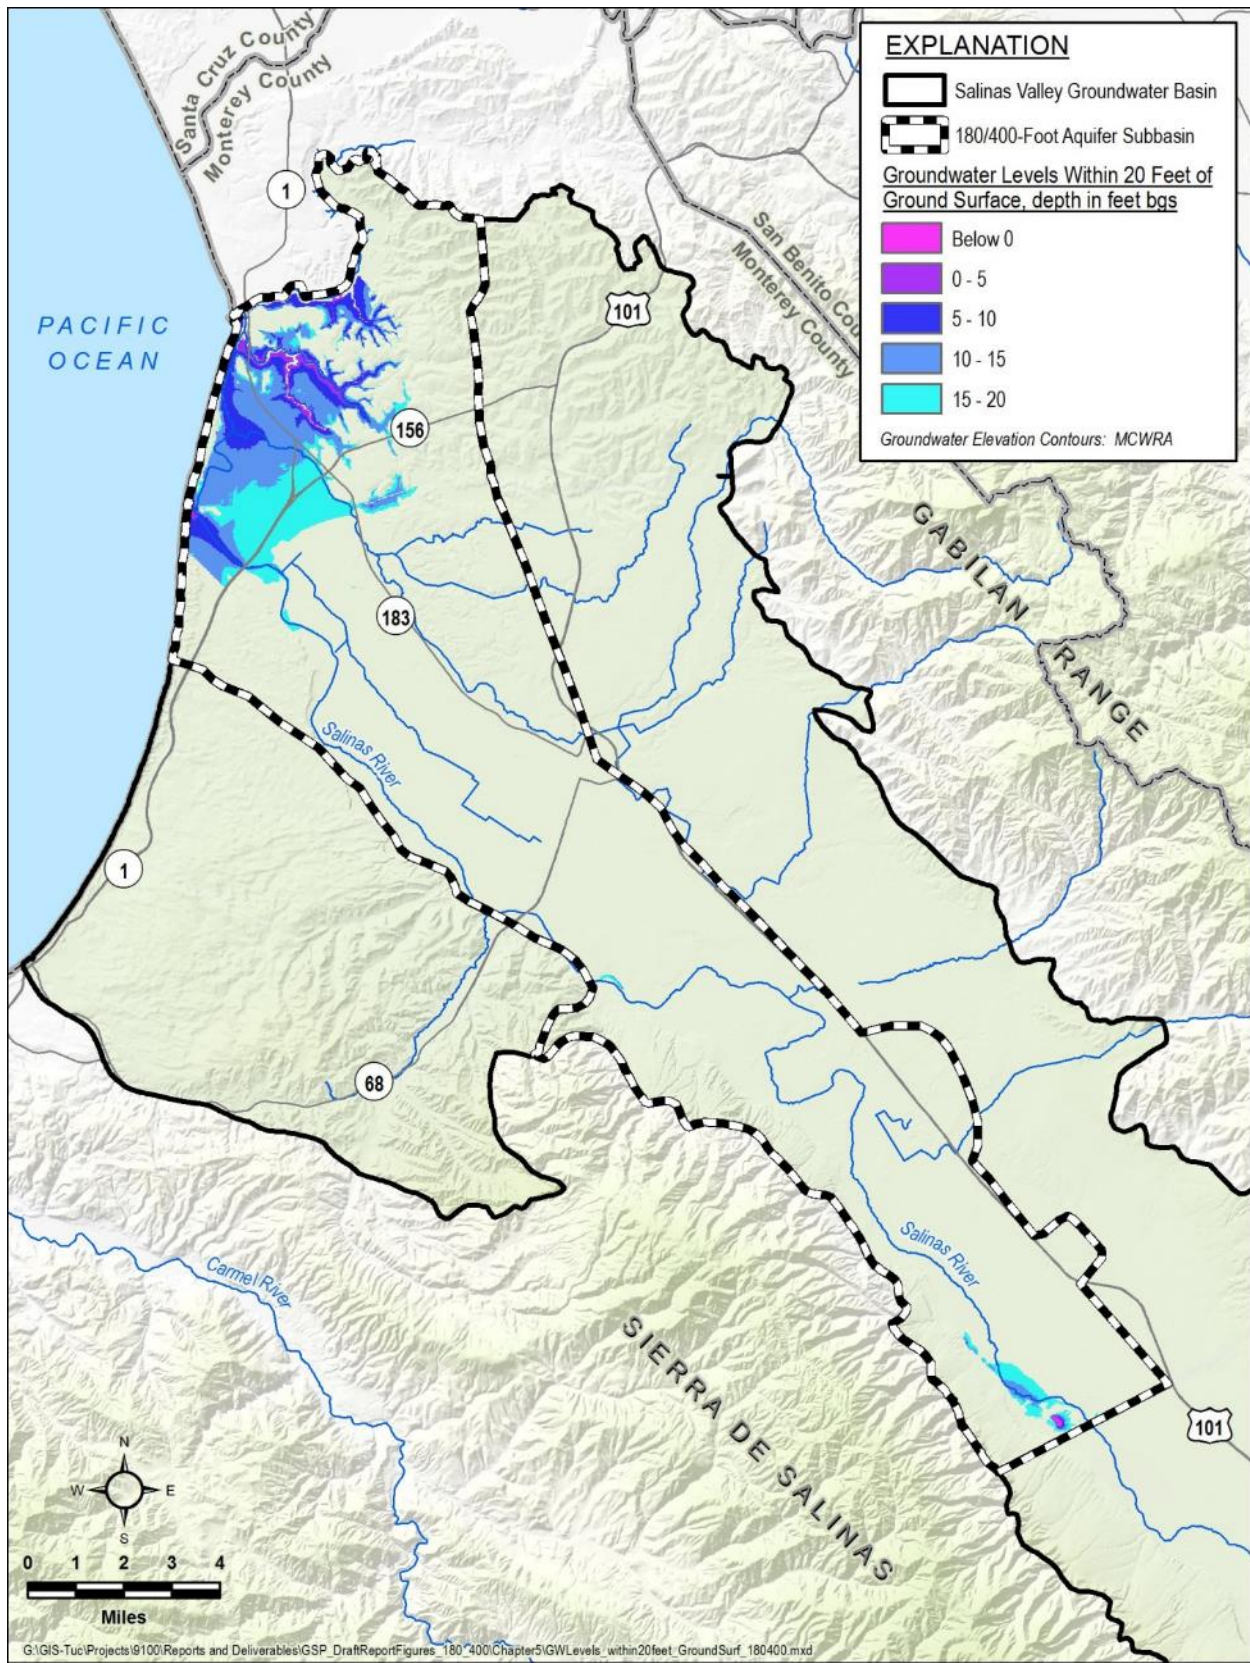 EXPLANATION
Salinas Valley Groundwater Basin
180/400-Foot Aquifer Subbasin
Groundwater Levels Within 20 Feet of
Ground Surface, depth in feet bgs
Below 0
0 - 5
5 - 10
10 - 15
15 - 20
Groundwater Elevation Contours: MCWRA
Santa Cruz County
Monterey County
1
San Benito Cou
Monterey County
101
PACIFIC
OCEAN
156
GABILAN
RANGE
183
Salinas River
1
68
Salinas River
Carmel River
SIERRA DE SALINAS
101
N
W
E
S
0 1 2 3 4
Miles
G:\GIS-Tuc\Projects\9100\Reports and Deliverables\GSP_DraftReportFigures_180_400\Chapter5\GWLevels_within20feet_GroundSurf_180400.mxd